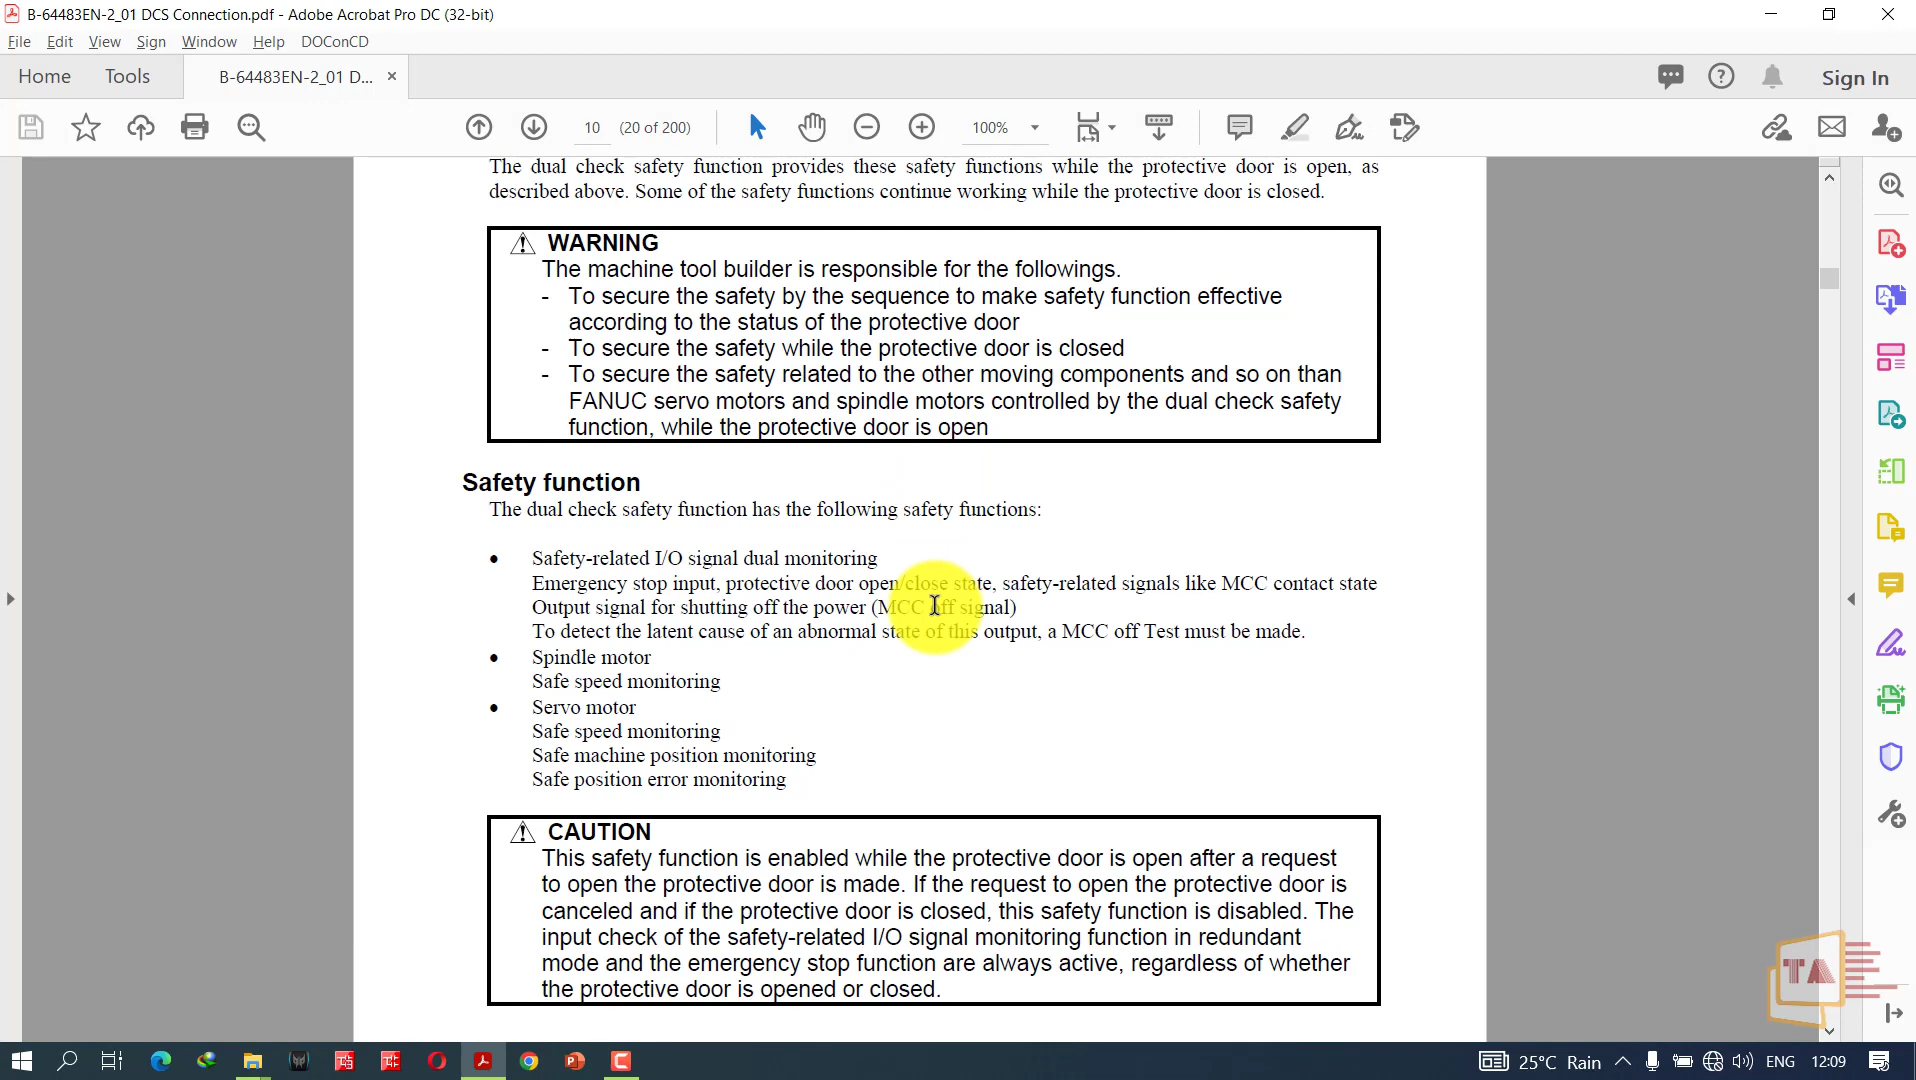 B-64483EN-2_01 DCS Connection.pdf - Adobe Acrobat Pro DC (32-bit)
File Edit View Sign Window Help DOConCD
Home Tools B-64483EN-2_01 D... × Sign In
10 (20 of 200) 100%
The dual check safety function provides these safety functions while the protective door is open, as
described above. Some of the safety functions continue working while the protective door is closed.
WARNING
The machine tool builder is responsible for the followings.
- To secure the safety by the sequence to make safety function effective
according to the status of the protective door
- To secure the safety while the protective door is closed
- To secure the safety related to the other moving components and so on than
FANUC servo motors and spindle motors controlled by the dual check safety
function, while the protective door is open
Safety function
The dual check safety function has the following safety functions:
• Safety-related I/O signal dual monitoring
Emergency stop input, protective door open/close state, safety-related signals like MCC contact state
Output signal for shutting off the power (MCC off signal)
To detect the latent cause of an abnormal state of this output, a MCC off Test must be made.
• Spindle motor
Safe speed monitoring
• Servo motor
Safe speed monitoring
Safe machine position monitoring
Safe position error monitoring
CAUTION
This safety function is enabled while the protective door is open after a request
to open the protective door is made. If the request to open the protective door is
canceled and if the protective door is closed, this safety function is disabled. The
input check of the safety-related I/O signal monitoring function in redundant
mode and the emergency stop function are always active, regardless of whether
the protective door is opened or closed.
TA
25°C Rain ENG 12:09